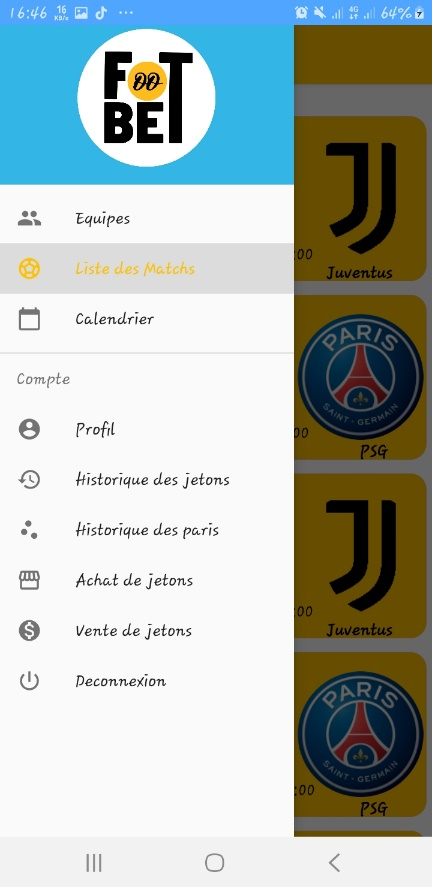 16:46 16 KB/s 4G 64%
FOOT
BET
Equipes
Liste des Matchs
Calendrier
Compte
Profil
Historique des jetons
Historique des paris
Achat de jetons
Vente de jetons
Deconnexion
:00
Juventus
PARIS
SAINT-GERMAIN
:00
PSG
:00
Juventus
PARIS
SAINT-GERMAIN
:00
PSG